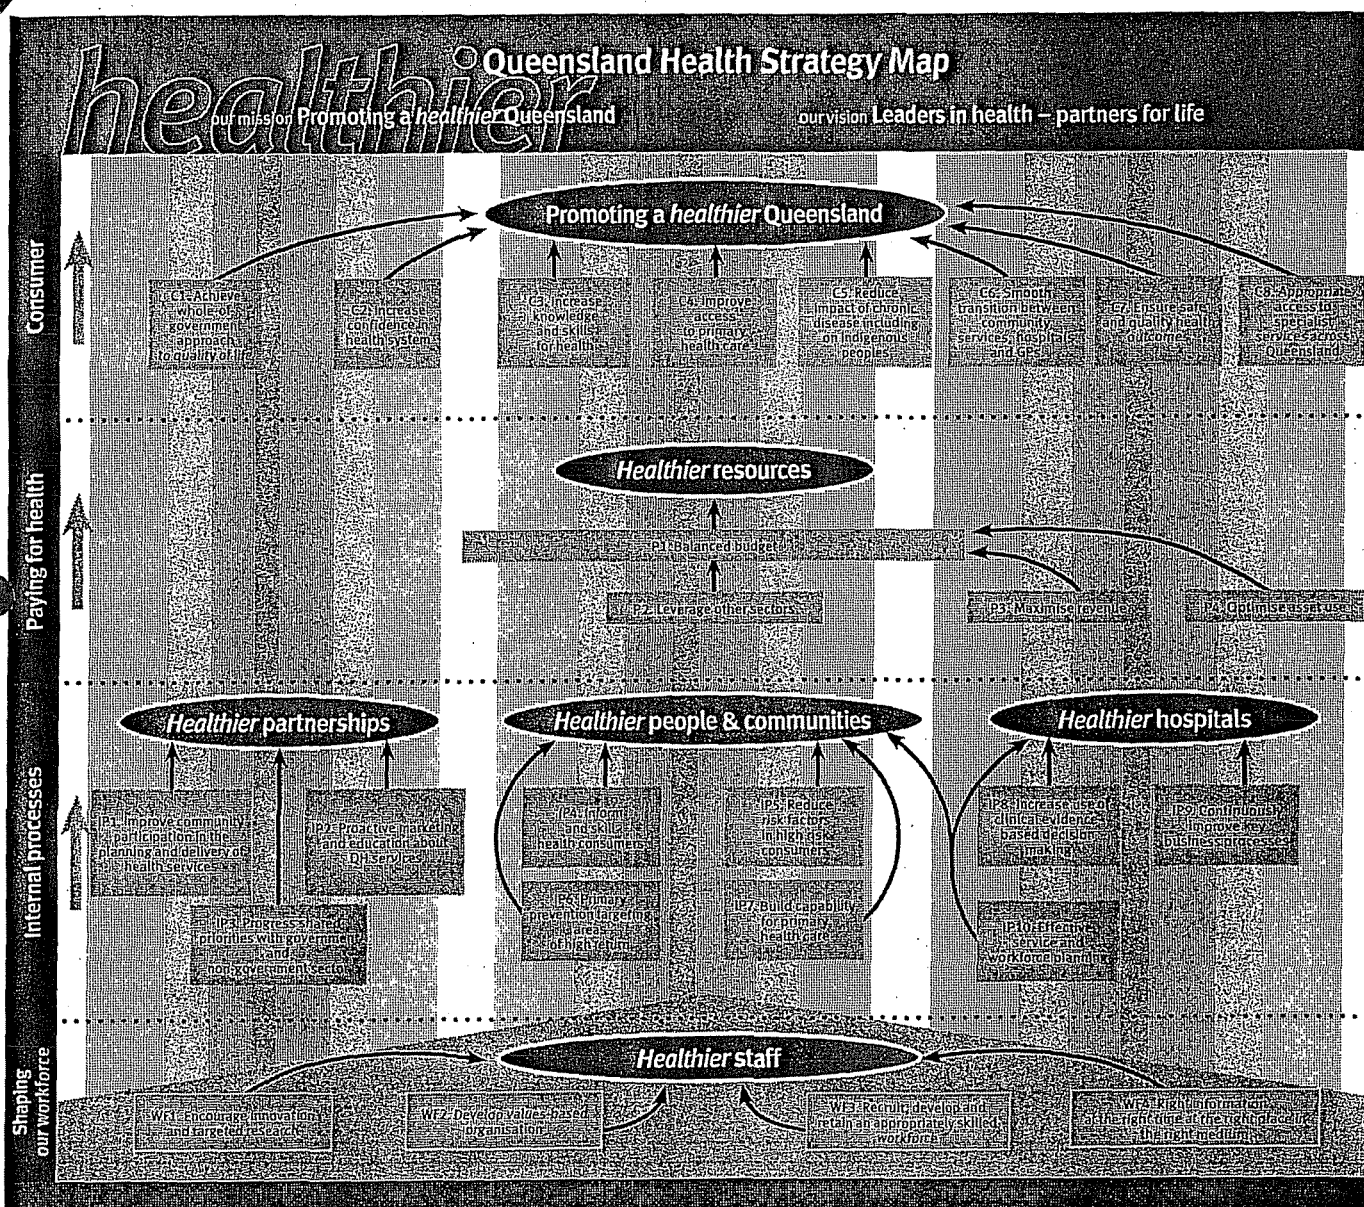 healthier
Queensland Health Strategy Map
our mission Promoting a healthier Queensland
our vision Leaders in health – partners for life
Consumer
Promoting a healthier Queensland
C1. Achieve
whole-of
government
approach
to quality of life
C2. Increase
confidence in
health system
C3. Increase
knowledge
and skills
for health
C4. Improve
access
to primary
health care
C5. Reduce
impact of chronic
disease including
on indigenous
peoples
C6. Smooth
transition between
community
services, hospitals
and GPs
C7. Ensure safe
and quality health
outcomes
C8. Appropriat
access to
specialist
services across
Queensland
Paying for health
Healthier resources
P1. Balanced budget
P2. Leverage other sectors
P3. Maximise revenue
P4. Optimise asset use
Internal processes
Healthier partnerships
Healthier people & communities
Healthier hospitals
IP1. Improve community
participation in the
planning and delivery of
health services
IP2. Proactive marketing
and education about
QH services
IP3. Progress shared
priorities with government
and
non-government sector
IP4. Inform
and skill
health consumers
Reduce
risk factors
in high risk
consumers
IP6. Primary
prevention targeting
areas
of high return
IP7. Build capability
for primary
health care
IP8. Increase use of
clinical evidence
based decision
making
IP9. Continuously
improve key
business processes
IP10. Effective
service and
workforce planning
Shaping
our workforce
Healthier staff
WF1. Encourage innovation
and targeted research
WF2. Develop values-based
organisation
WF3. Recruit, develop and
retain an appropriately skilled
workforce
WF4. Right information
at the right time at the right place in
the right medium